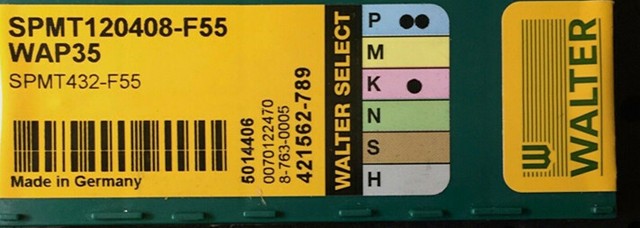 SPMT120408-F55
WAP35
SPMT432-F55
Made in Germany
5014406
0070122470
8-763-0005
421562-789
WALTER SELECT
P
M
K
N
S
H
WALTER